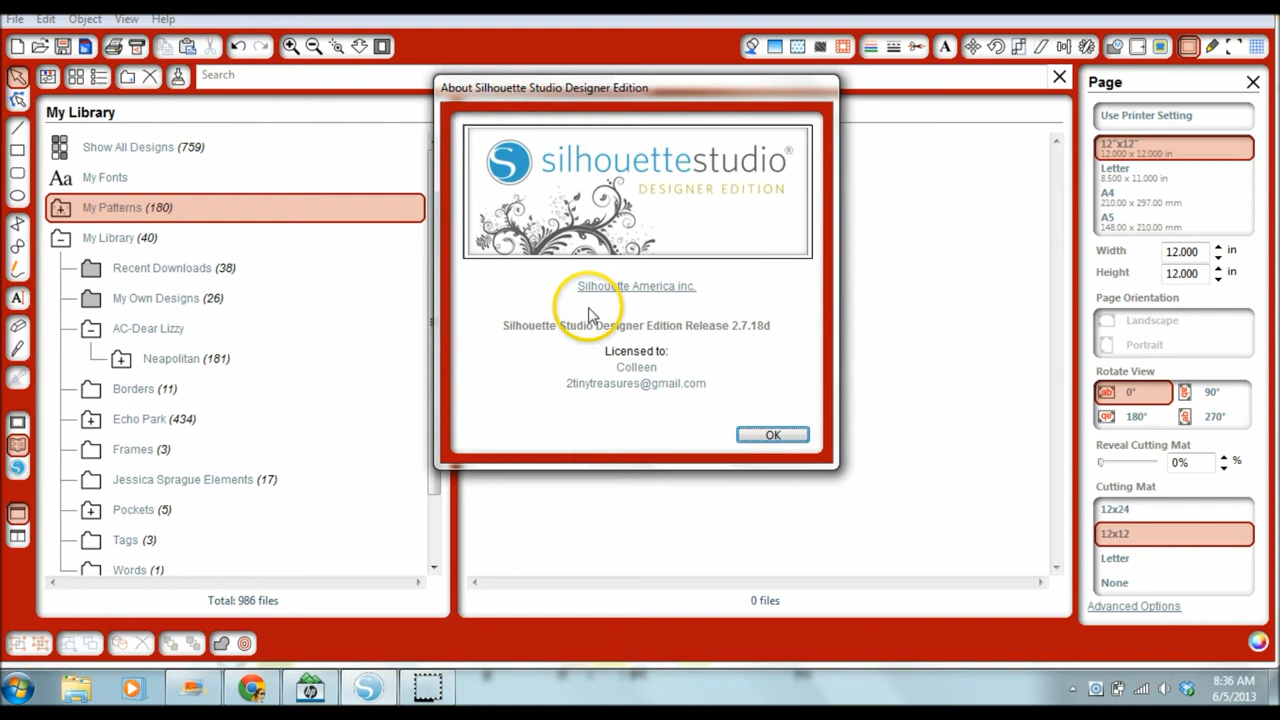 File Edit Object View Help
Search
My Library
Show All Designs (759)
Aa My Fonts
My Patterns (180)
My Library (40)
Recent Downloads (38)
My Own Designs (26)
AC-Dear Lizzy
Neapolitan (181)
Borders (11)
Echo Park (434)
Frames (3)
Jessica Sprague Elements (17)
Pockets (5)
Tags (3)
Words (1)
Total: 986 files
About Silhouette Studio Designer Edition
S silhouettestudio®
DESIGNER EDITION
Silhouette America inc.
Silhouette Studio Designer Edition Release 2.7.18d
Licensed to:
Colleen
2tinytreasures@gmail.com
OK
0 files
Page
Use Printer Setting
12"x12"
12.000 x 12.000 in
Letter
8.500 x 11.000 in
A4
210.00 x 297.00 mm
A5
148.00 x 210.00 mm
Width 12.000 in
Height 12.000 in
Page Orientation
Landscape
Portrait
Rotate View
ab 0° 90°
180° 270°
Reveal Cutting Mat
0% %
Cutting Mat
12x24
12x12
Letter
None
Advanced Options
8:36 AM
6/5/2013